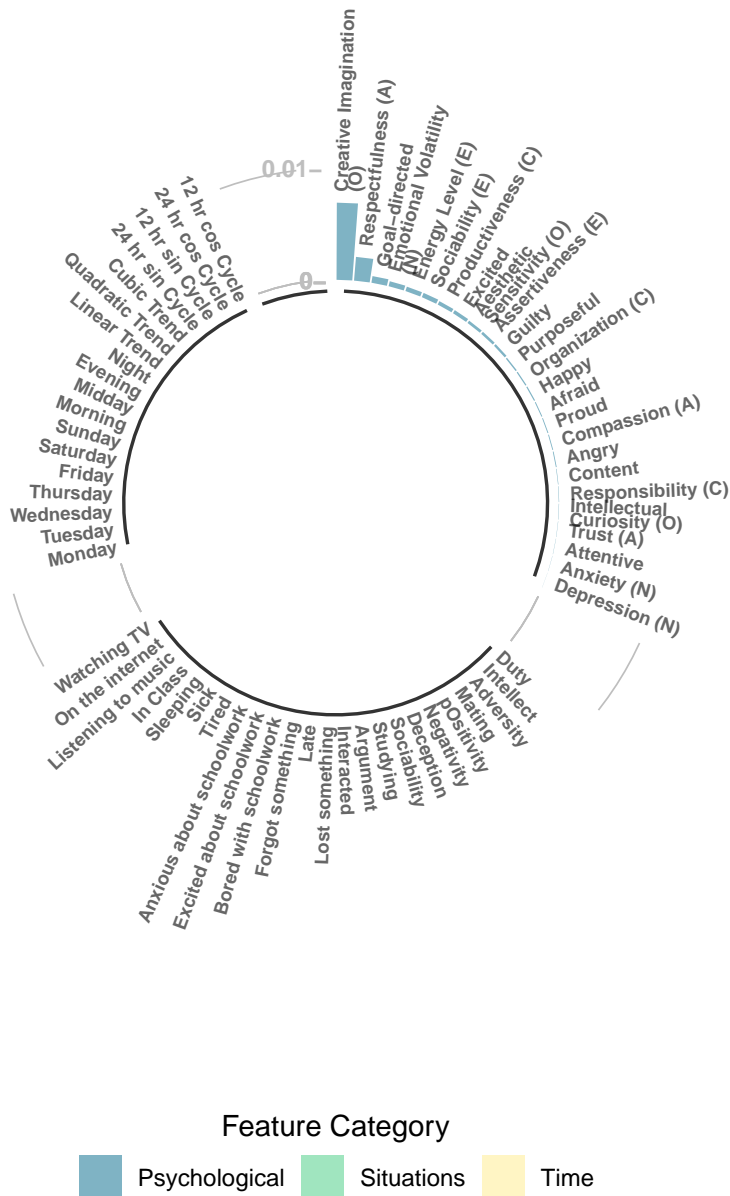 Creative Imagination
(O)
Respectfulness (A)
Goal−directed
Emotional Volatility
(N)
Energy Level (E)
Sociability (E)
Productiveness (C)
Excited
Aesthetic
Sensitivity (O)
Assertiveness (E)
Guilty
Purposeful
Organization (C)
Happy
Afraid
Proud
Compassion (A)
Angry
Content
Responsibility (C)
Intellectual
Curiosity (O)
Trust (A)
Attentive
Anxiety (N)
Depression (N)
Duty
Intellect
Adversity
Mating
pOsitivity
Negativity
Deception
Sociability
Studying
Argument
Interacted
Lost something
Late
Forgot something
Bored with schoolwork
Excited about schoolwork
Anxious about schoolwork
Tired
Sick
Sleeping
In Class
Listening to music
On the internet
Watching TV
Monday
Tuesday
Wednesday
Thursday
Friday
Saturday
Sunday
Morning
Midday
Evening
Night
Linear Trend
Quadratic Trend
Cubic Trend
24 hr sin Cycle
12 hr sin Cycle
24 hr cos Cycle
12 hr cos Cycle
0.01
0
Feature Category
Psychological
Situations
Time